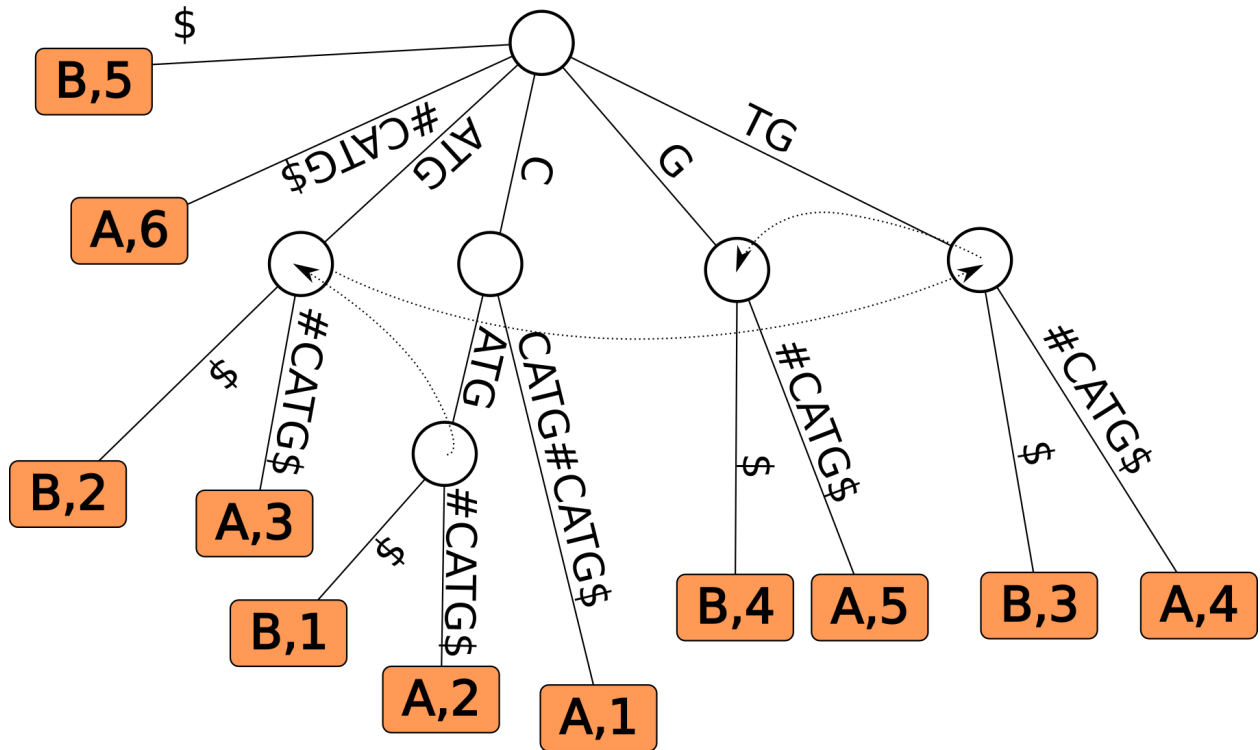 $
B,5
#CATG$
A,6
ATG
C
G
TG
$
B,2
#CATG$
A,3
ATG
CATG#CATG$
$
B,1
#CATG$
A,2
A,1
$
B,4
#CATG$
A,5
$
B,3
#CATG$
A,4